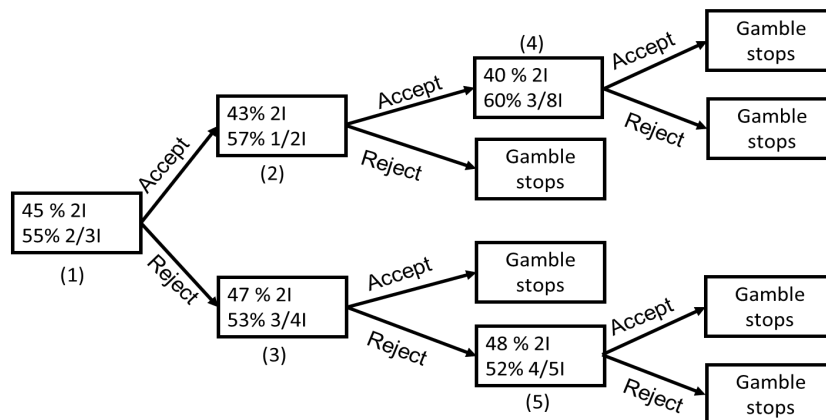 (4)
Accept
Gamble
stops
40 % 2I
60% 3/8I
Accept
Reject
Gamble
stops
43% 2I
57% 1/2I
(2)
Reject
Gamble
stops
Accept
45 % 2I
55% 2/3I
(1)
Reject
47 % 2I
53% 3/4I
(3)
Accept
Gamble
stops
Reject
48 % 2I
52% 4/5I
(5)
Accept
Gamble
stops
Reject
Gamble
stops